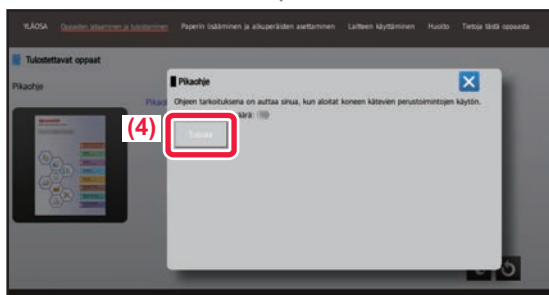 YLÄOSA Oppaiden lataaminen ja tulostaminen Paperin lisääminen ja alkuperäisten asettaminen Laitteen käyttäminen Huolto Tietoja tästä oppaasta
Tulostettavat oppaat
Pikaohje
Pikaohje
Ohjeen tarkoituksena on auttaa sinua, kun aloitat koneen kätevien perustoimintojen käytön.
(4)
Tulosta